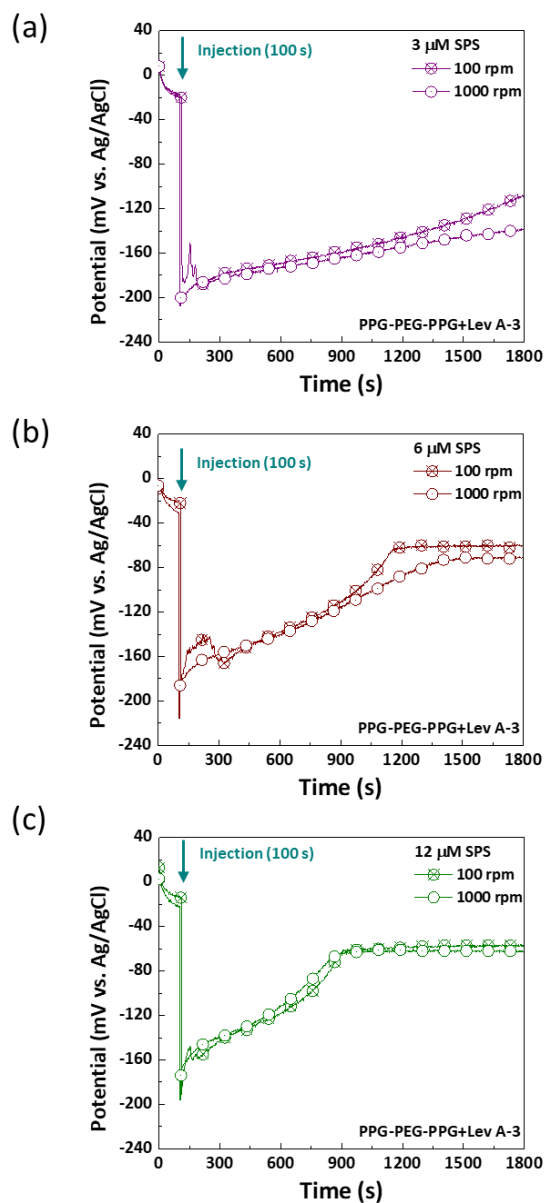 (a)
Injection (100 s)
3 μM SPS
100 rpm
1000 rpm
40
0
-40
-80
-120
-160
-200
-240
Potential (mV vs. Ag/AgCl)
PPG-PEG-PPG+Lev A-3
0 300 600 900 1200 1500 1800
Time (s)
(b)
Injection (100 s)
6 μM SPS
100 rpm
1000 rpm
40
0
-40
-80
-120
-160
-200
-240
Potential (mV vs. Ag/AgCl)
PPG-PEG-PPG+Lev A-3
0 300 600 900 1200 1500 1800
Time (s)
(c)
Injection (100 s)
12 μM SPS
100 rpm
1000 rpm
40
0
-40
-80
-120
-160
-200
-240
Potential (mV vs. Ag/AgCl)
PPG-PEG-PPG+Lev A-3
0 300 600 900 1200 1500 1800
Time (s)